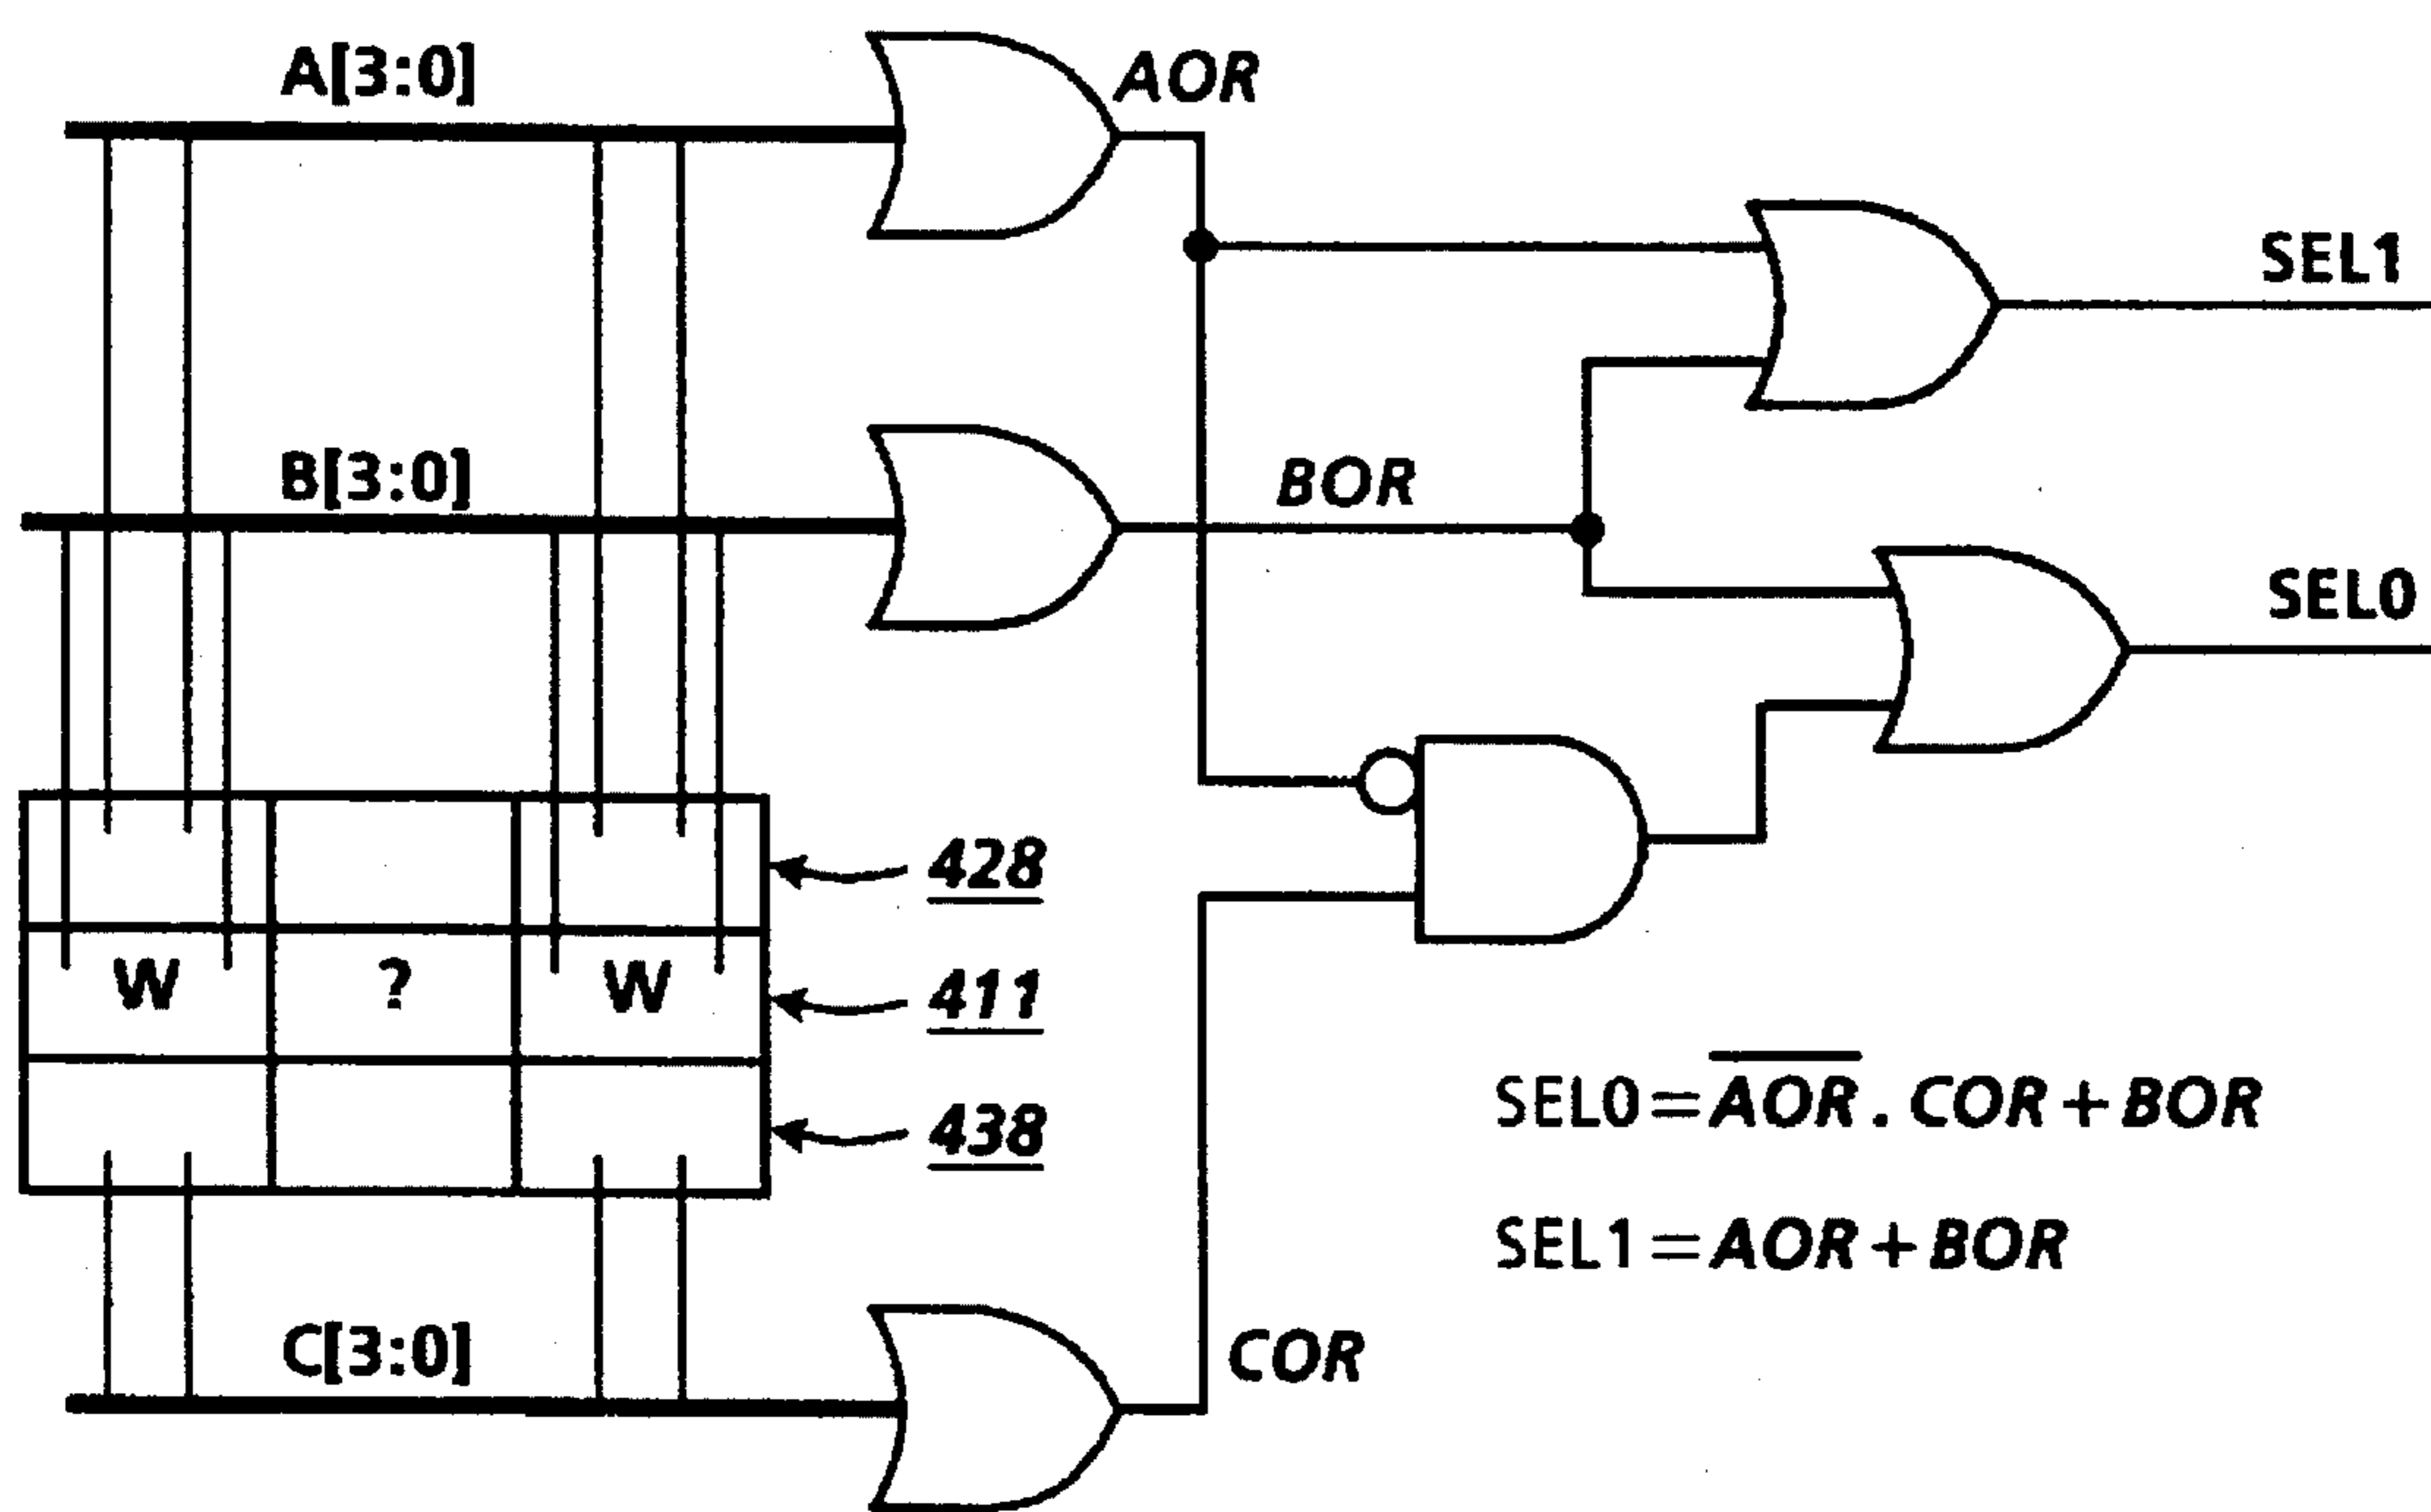 A[3:0]
AOR
SEL1
B[3:0]
BOR
SEL0
428
W ? W
411
438
SEL0=\overline{AOR}.COR+BOR
SEL1=AOR+BOR
C[3:0]
COR